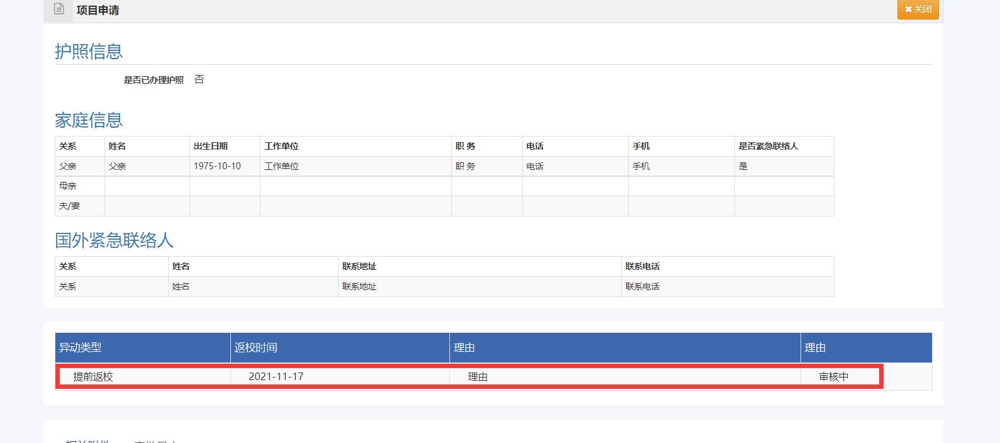 项目申请
关闭
护照信息
是否已办理护照 否
家庭信息
关系 姓名 出生日期 工作单位 职 务 电话 手机 是否紧急联络人
父亲 父亲 1975-10-10 工作单位 职 务 电话 手机 是
母亲
夫/妻
国外紧急联络人
关系 姓名 联系地址 联系电话
关系 姓名 联系地址 联系电话
异动类型 返校时间 理由 理由
提前返校 2021-11-17 理由 审核中